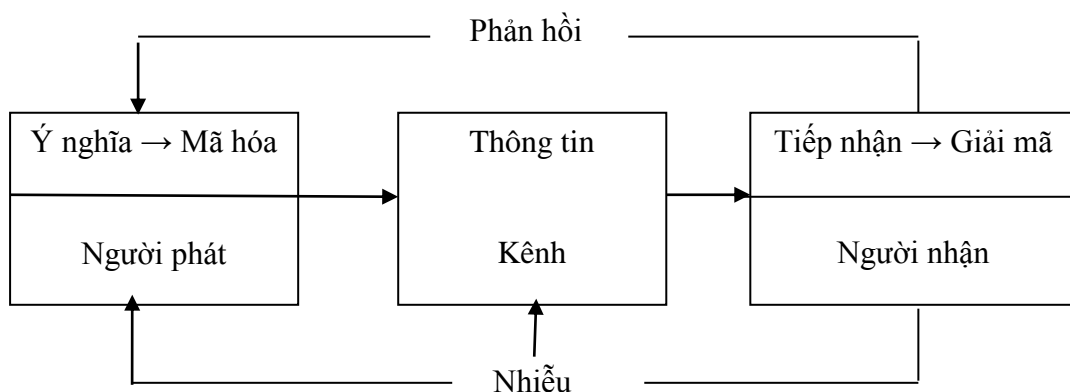 Phản hồi
Ý nghĩa → Mã hóa
Thông tin
Tiếp nhận → Giải mã
Người phát
Kênh
Người nhận
Nhiễu